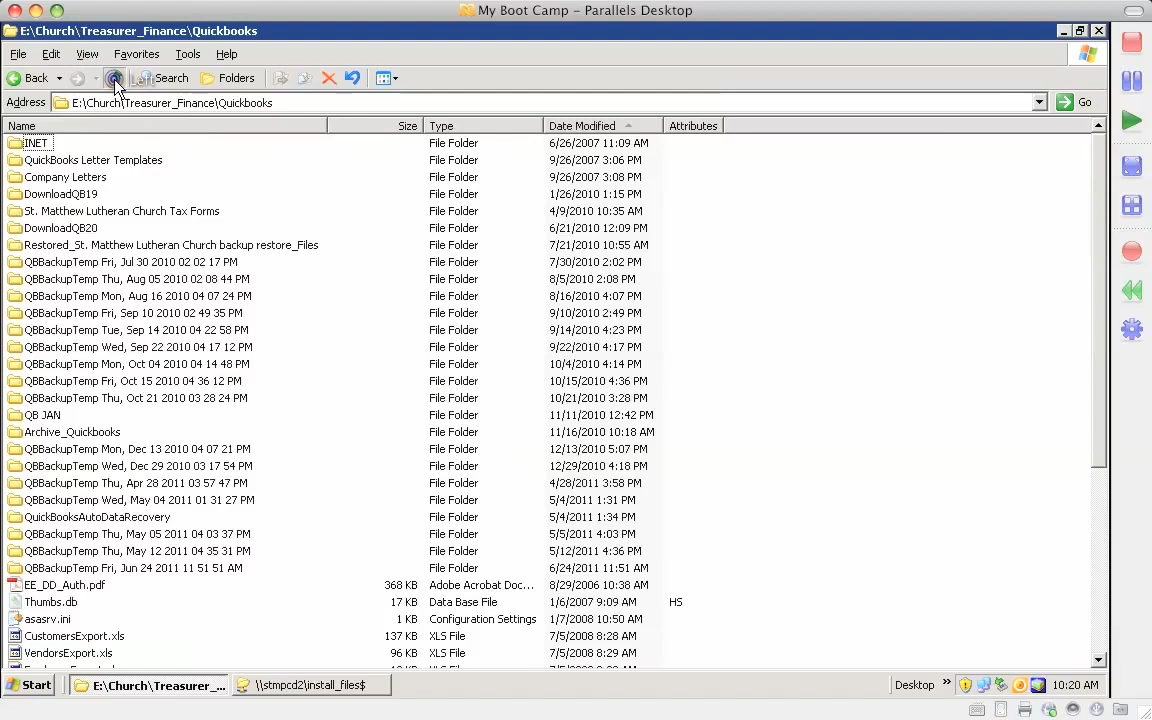 My Boot Camp – Parallels Desktop
E:\Church\Treasurer_Finance\Quickbooks
File Edit View Favorites Tools Help
Back Search Folders
Address E:\Church\Treasurer_Finance\Quickbooks Go
Name Size Type Date Modified Attributes
INET File Folder 6/26/2007 11:09 AM
QuickBooks Letter Templates File Folder 9/26/2007 3:06 PM
Company Letters File Folder 9/26/2007 3:08 PM
DownloadQB19 File Folder 1/26/2010 1:15 PM
St. Matthew Lutheran Church Tax Forms File Folder 4/9/2010 10:35 AM
DownloadQB20 File Folder 6/21/2010 12:09 PM
Restored_St. Matthew Lutheran Church backup restore_Files File Folder 7/21/2010 10:55 AM
QBBackupTemp Fri, Jul 30 2010 02 02 17 PM File Folder 7/30/2010 2:02 PM
QBBackupTemp Thu, Aug 05 2010 02 08 44 PM File Folder 8/5/2010 2:08 PM
QBBackupTemp Mon, Aug 16 2010 04 07 24 PM File Folder 8/16/2010 4:07 PM
QBBackupTemp Fri, Sep 10 2010 02 49 35 PM File Folder 9/10/2010 2:49 PM
QBBackupTemp Tue, Sep 14 2010 04 22 58 PM File Folder 9/14/2010 4:23 PM
QBBackupTemp Wed, Sep 22 2010 04 17 12 PM File Folder 9/22/2010 4:17 PM
QBBackupTemp Mon, Oct 04 2010 04 14 48 PM File Folder 10/4/2010 4:14 PM
QBBackupTemp Fri, Oct 15 2010 04 36 12 PM File Folder 10/15/2010 4:36 PM
QBBackupTemp Thu, Oct 21 2010 03 28 24 PM File Folder 10/21/2010 3:28 PM
QB JAN File Folder 11/11/2010 12:42 PM
Archive_Quickbooks File Folder 11/16/2010 10:18 AM
QBBackupTemp Mon, Dec 13 2010 04 07 21 PM File Folder 12/13/2010 5:07 PM
QBBackupTemp Wed, Dec 29 2010 03 17 54 PM File Folder 12/29/2010 4:18 PM
QBBackupTemp Thu, Apr 28 2011 03 57 47 PM File Folder 4/28/2011 3:58 PM
QBBackupTemp Wed, May 04 2011 01 31 27 PM File Folder 5/4/2011 1:31 PM
QuickBooksAutoDataRecovery File Folder 5/4/2011 1:34 PM
QBBackupTemp Thu, May 05 2011 04 03 37 PM File Folder 5/5/2011 4:03 PM
QBBackupTemp Thu, May 12 2011 04 35 31 PM File Folder 5/12/2011 4:36 PM
QBBackupTemp Fri, Jun 24 2011 11 51 51 AM File Folder 6/24/2011 11:51 AM
EE_DD_Auth.pdf 368 KB Adobe Acrobat Doc... 8/29/2006 10:38 AM
Thumbs.db 17 KB Data Base File 1/6/2007 9:09 AM HS
asasrv.ini 1 KB Configuration Settings 1/7/2008 10:50 AM
CustomersExport.xls 137 KB XLS File 7/5/2008 8:28 AM
VendorsExport.xls 96 KB XLS File 7/5/2008 8:29 AM
Start E:\Church\Treasurer_... \\stmpcd2\install_files$ Desktop » 10:20 AM